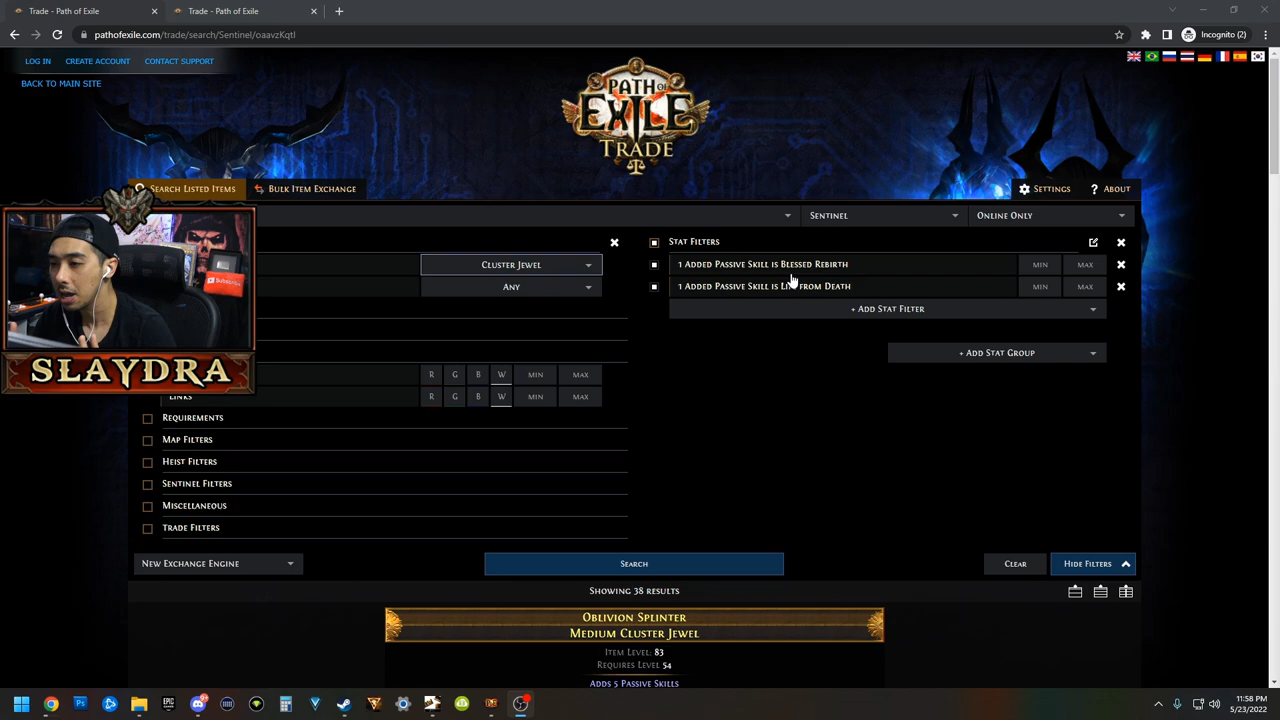 Trade - Path of Exile
Trade - Path of Exile
pathofexile.com/trade/search/Sentinel/oaavzKqtI
Incognito (2)
LOG IN
CREATE ACCOUNT
CONTACT SUPPORT
BACK TO MAIN SITE
PATH OF
EXILE
TRADE
SEARCH LISTED ITEMS
BULK ITEM EXCHANGE
SETTINGS
? ABOUT
SENTINEL
ONLINE ONLY
STAT FILTERS
CLUSTER JEWEL
1 ADDED PASSIVE SKILL IS BLESSED REBIRTH
MIN
MAX
ANY
1 ADDED PASSIVE SKILL IS FROM DEATH
MIN
MAX
+ ADD STAT FILTER
+ ADD STAT GROUP
Subscribe
SLAYDRA
R G B W MIN MAX
LINKS
R G B W MIN MAX
REQUIREMENTS
MAP FILTERS
HEIST FILTERS
SENTINEL FILTERS
MISCELLANEOUS
TRADE FILTERS
NEW EXCHANGE ENGINE
SEARCH
CLEAR
HIDE FILTERS
SHOWING 38 RESULTS
OBLIVION SPLINTER
MEDIUM CLUSTER JEWEL
ITEM LEVEL: 83
REQUIRES LEVEL 54
ADDS 5 PASSIVE SKILLS
EPIC
11:58 PM
5/23/2022